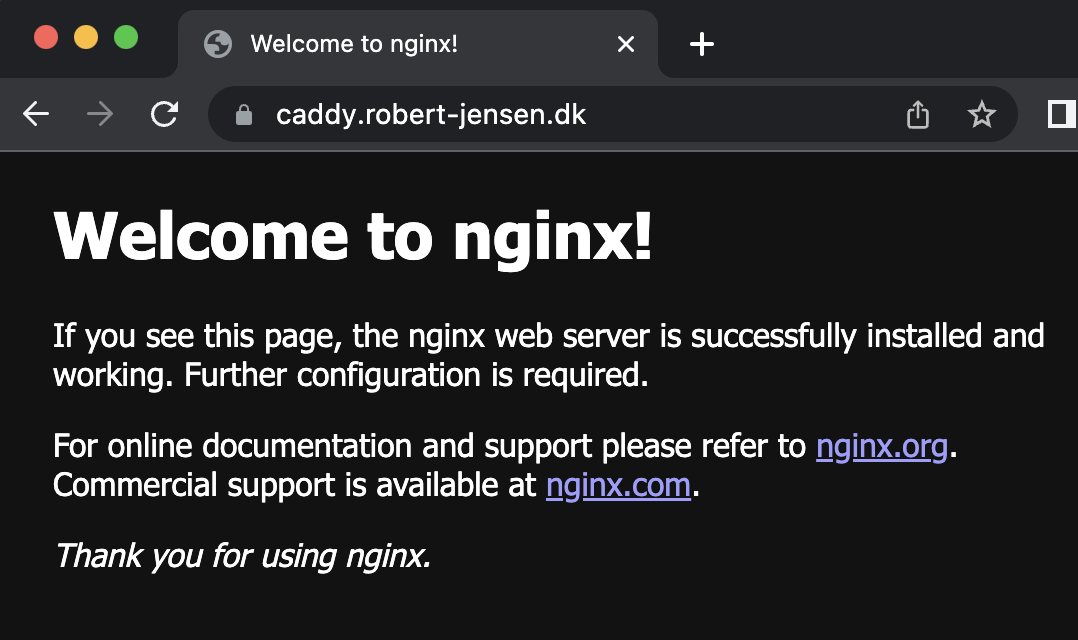 Welcome to nginx!
caddy.robert-jensen.dk
Welcome to nginx!
If you see this page, the nginx web server is successfully installed and
working. Further configuration is required.
For online documentation and support please refer to nginx.org.
Commercial support is available at nginx.com.
Thank you for using nginx.